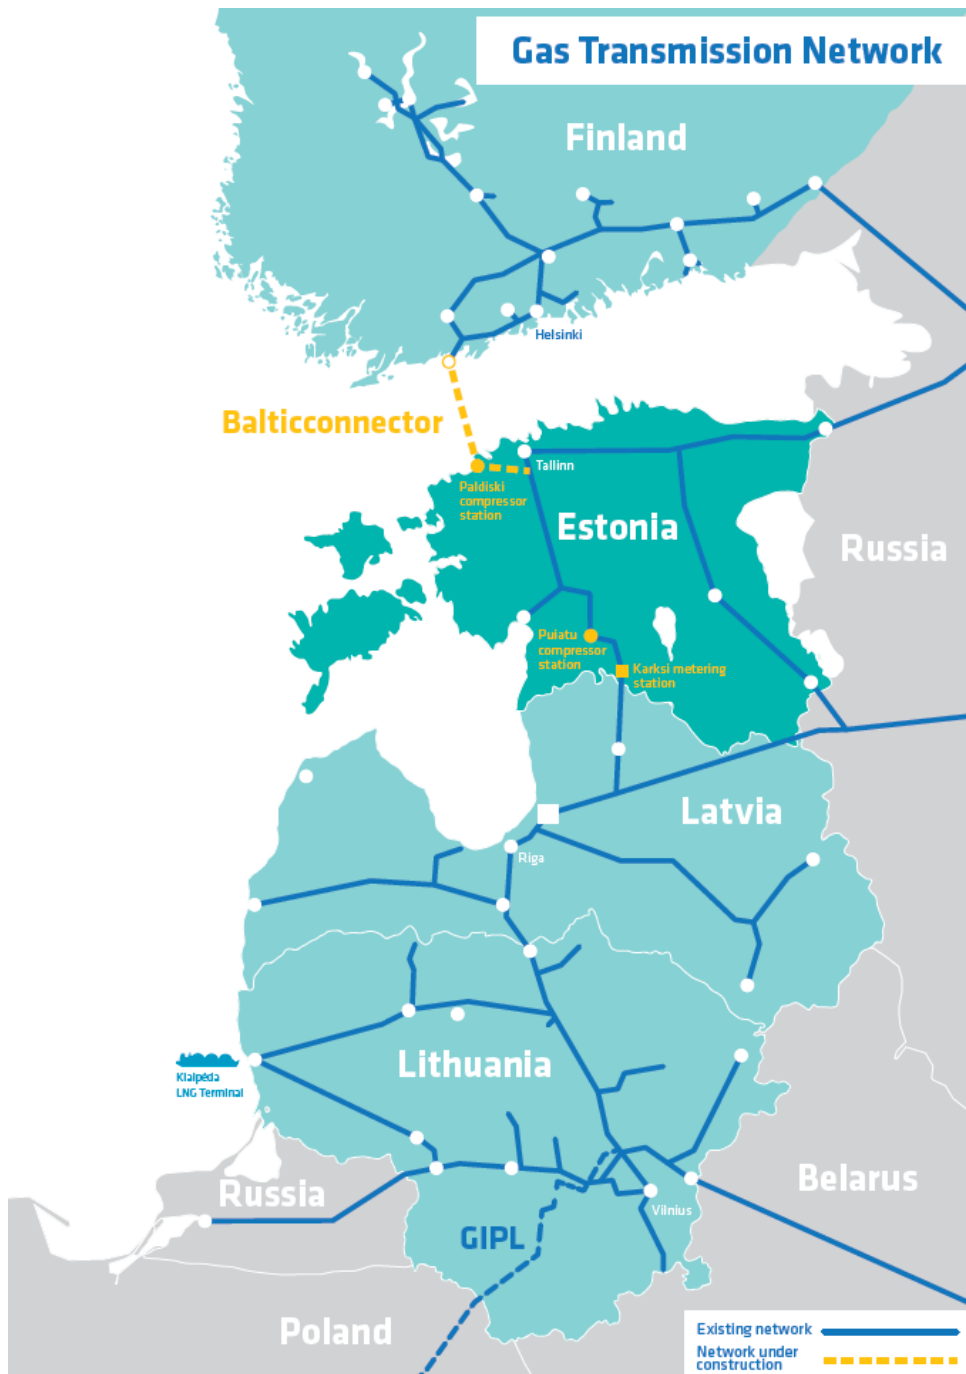 Gas Transmission Network
Finland
Helsinki
Balticconnector
Tallinn
Paldiski
compressor
station
Estonia
Russia
Puiatu
compressor
station
Karksi metering
station
Latvia
Riga
Lithuania
Klaipėda
LNG Terminal
Belarus
Russia
Vilnius
GIPL
Poland
Existing network
Network under
construction